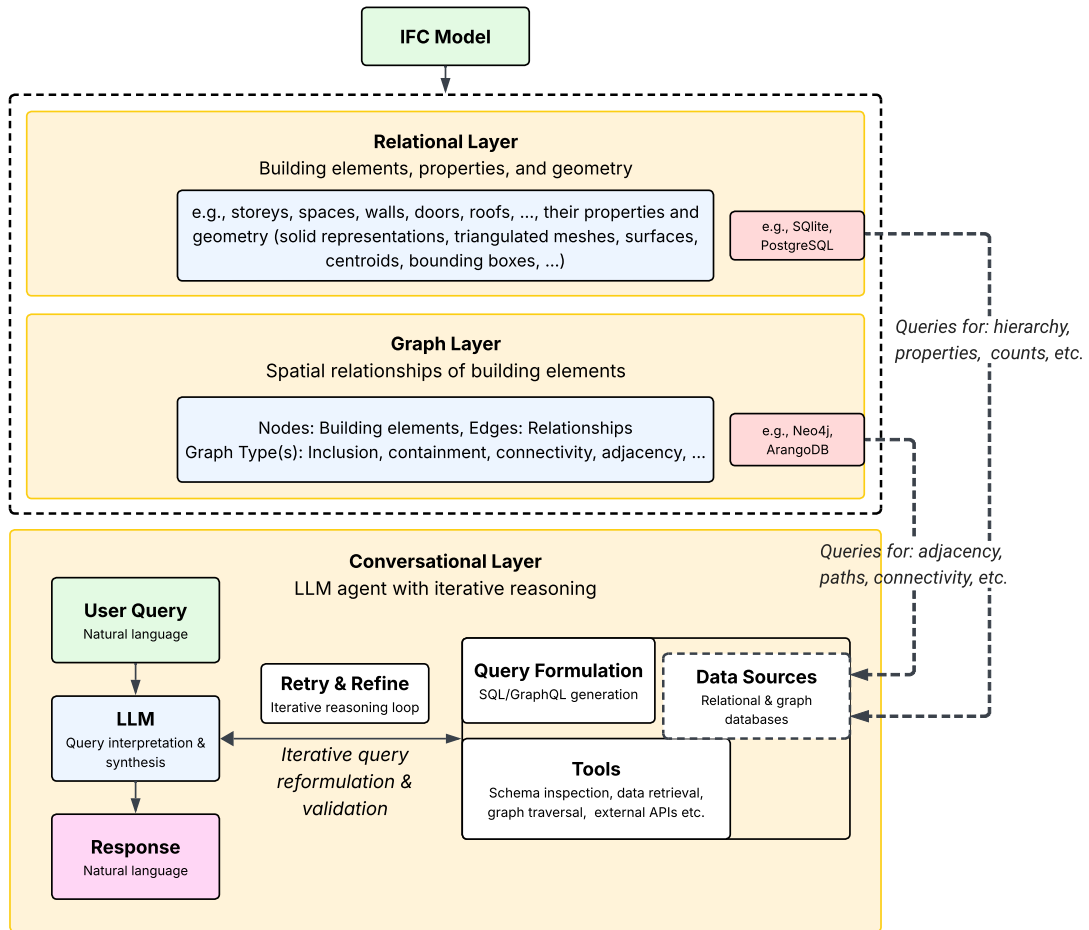 IFC Model
Relational Layer
Building elements, properties, and geometry
e.g., storeys, spaces, walls, doors, roofs, ..., their properties and
geometry (solid representations, triangulated meshes, surfaces,
centroids, bounding boxes, ...)
e.g., SQlite,
PostgreSQL
Queries for: hierarchy,
properties,  counts, etc.
Graph Layer
Spatial relationships of building elements
Nodes: Building elements, Edges: Relationships
Graph Type(s): Inclusion, containment, connectivity, adjacency, ...
e.g., Neo4j,
ArangoDB
Queries for: adjacency,
paths, connectivity, etc.
Conversational Layer
LLM agent with iterative reasoning
User Query
Natural language
LLM
Query interpretation &
synthesis
Response
Natural language
Retry & Refine
Iterative reasoning loop
Iterative query
reformulation &
validation
Query Formulation
SQL/GraphQL generation
Data Sources
Relational & graph
databases
Tools
Schema inspection, data retrieval,
graph traversal,  external APIs etc.